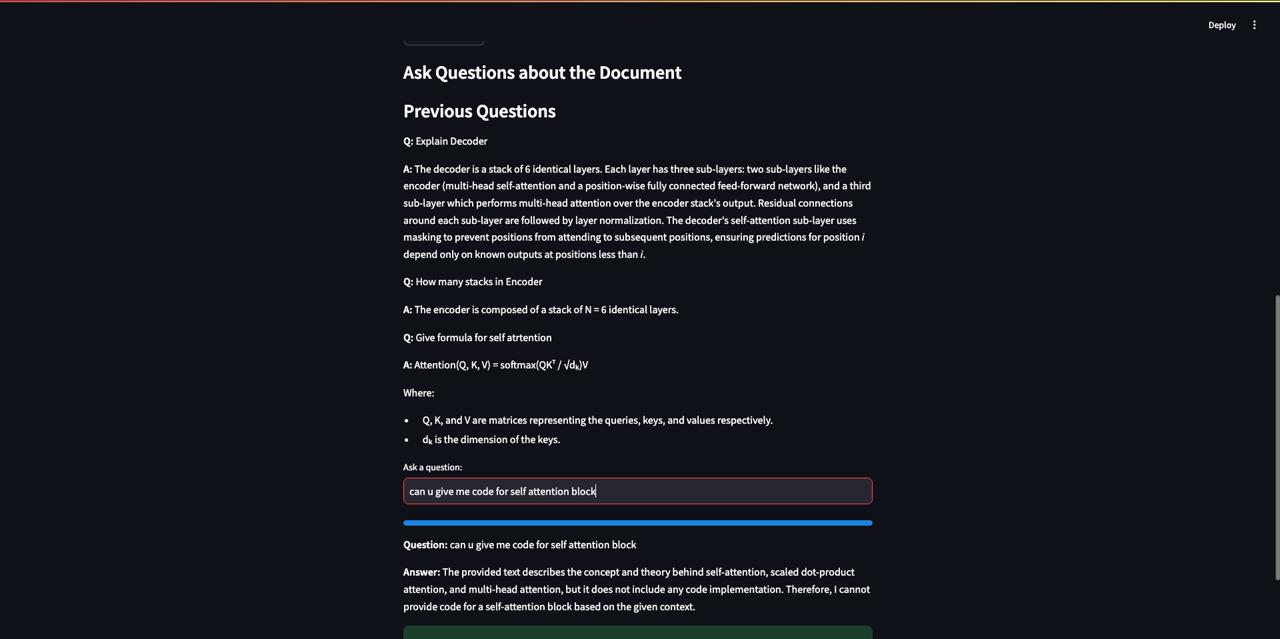 Deploy
Ask Questions about the Document
Previous Questions
Q: Explain Decoder
A: The decoder is a stack of 6 identical layers. Each layer has three sub-layers: two sub-layers like the
encoder (multi-head self-attention and a position-wise fully connected feed-forward network), and a third
sub-layer which performs multi-head attention over the encoder stack's output. Residual connections
around each sub-layer are followed by layer normalization. The decoder's self-attention sub-layer uses
masking to prevent positions from attending to subsequent positions, ensuring predictions for position i
depend only on known outputs at positions less than i.
Q: How many stacks in Encoder
A: The encoder is composed of a stack of N = 6 identical layers.
Q: Give formula for self atrtention
A: Attention(Q, K, V) = softmax(QKᵀ / √dₖ)V
Where:
• Q, K, and V are matrices representing the queries, keys, and values respectively.
• dₖ is the dimension of the keys.
Ask a question:
can u give me code for self attention block
Question: can u give me code for self attention block
Answer: The provided text describes the concept and theory behind self-attention, scaled dot-product
attention, and multi-head attention, but it does not include any code implementation. Therefore, I cannot
provide code for a self-attention block based on the given context.